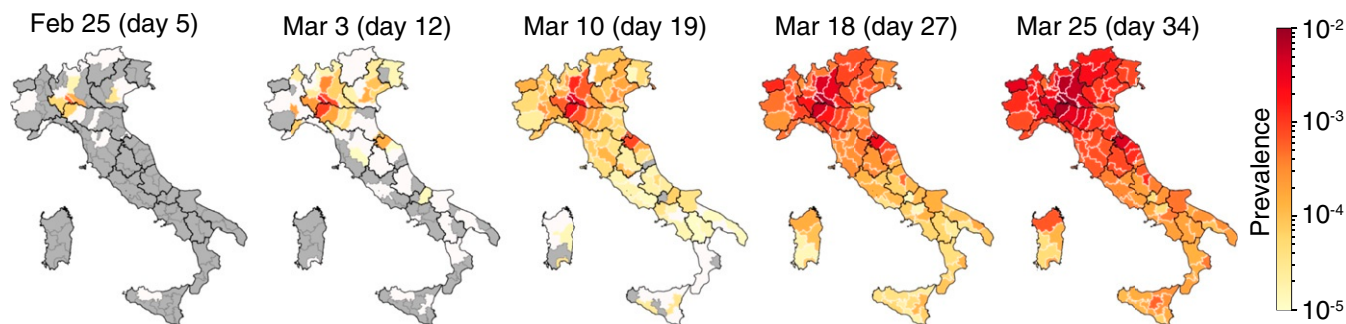 Feb 25 (day 5)
Mar 3 (day 12)
Mar 10 (day 19)
Mar 18 (day 27)
Mar 25 (day 34)
Prevalence
10⁻²
10⁻³
10⁻⁴
10⁻⁵